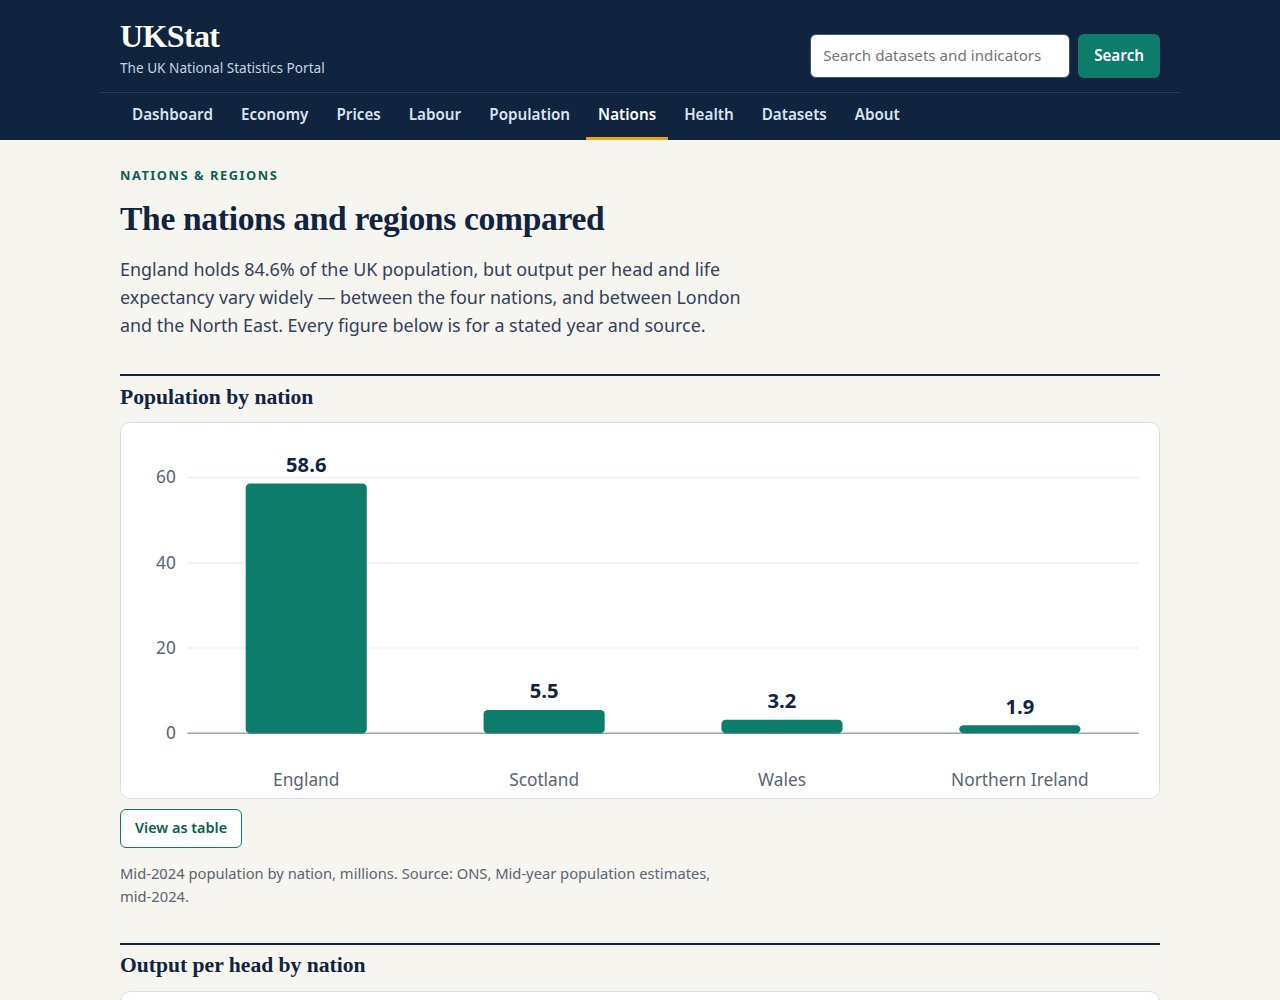 UKStat
The UK National Statistics Portal
Search datasets and indicators
Search
Dashboard Economy Prices Labour Population Nations Health Datasets About
NATIONS & REGIONS
The nations and regions compared
England holds 84.6% of the UK population, but output per head and life
expectancy vary widely — between the four nations, and between London
and the North East. Every figure below is for a stated year and source.
Population by nation
58.6
60
40
20
5.5
3.2
1.9
0
England Scotland Wales Northern Ireland
View as table
Mid-2024 population by nation, millions. Source: ONS, Mid-year population estimates,
mid-2024.
Output per head by nation